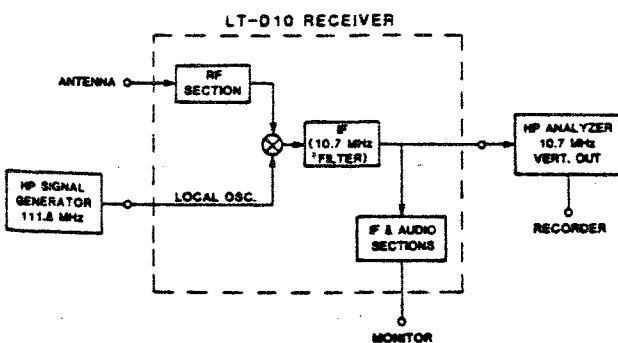 LT-D10 RECEIVER
ANTENNA
RF
SECTION
IF
(10.7 MHz
FILTER)
HP ANALYZER
10.7 MHz
VERT. OUT
HP SIGNAL
GENERATOR
111.8 MHz
LOCAL OSC.
IF & AUDIO
SECTIONS
RECORDER
MONITOR